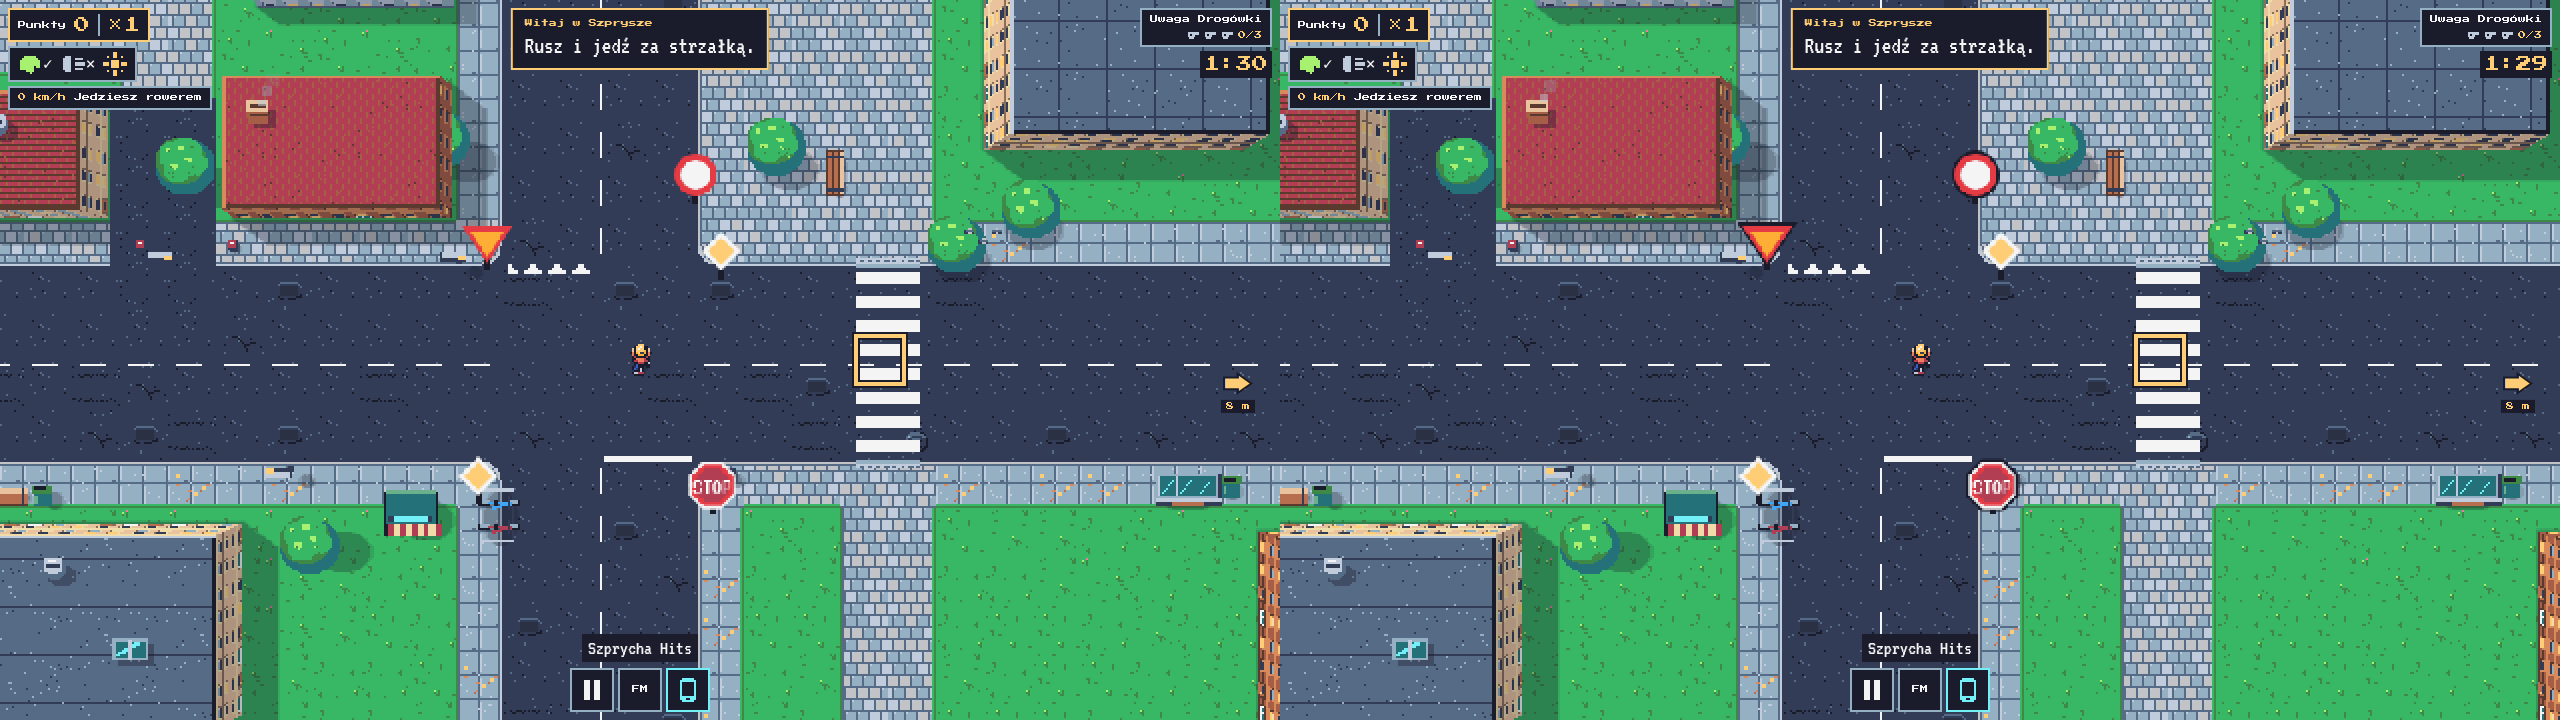 Punkty 0 x1
0 km/h Jedziesz rowerem
Witaj w Szprysze
Rusz i jedź za strzałką.
Uwaga Drogówki
0/3
1:30
8 m
STOP
Szprycha Hits
FM
Punkty 0 x1
0 km/h Jedziesz rowerem
Witaj w Szprysze
Rusz i jedź za strzałką.
Uwaga Drogówki
0/3
1:29
8 m
STOP
Szprycha Hits
FM